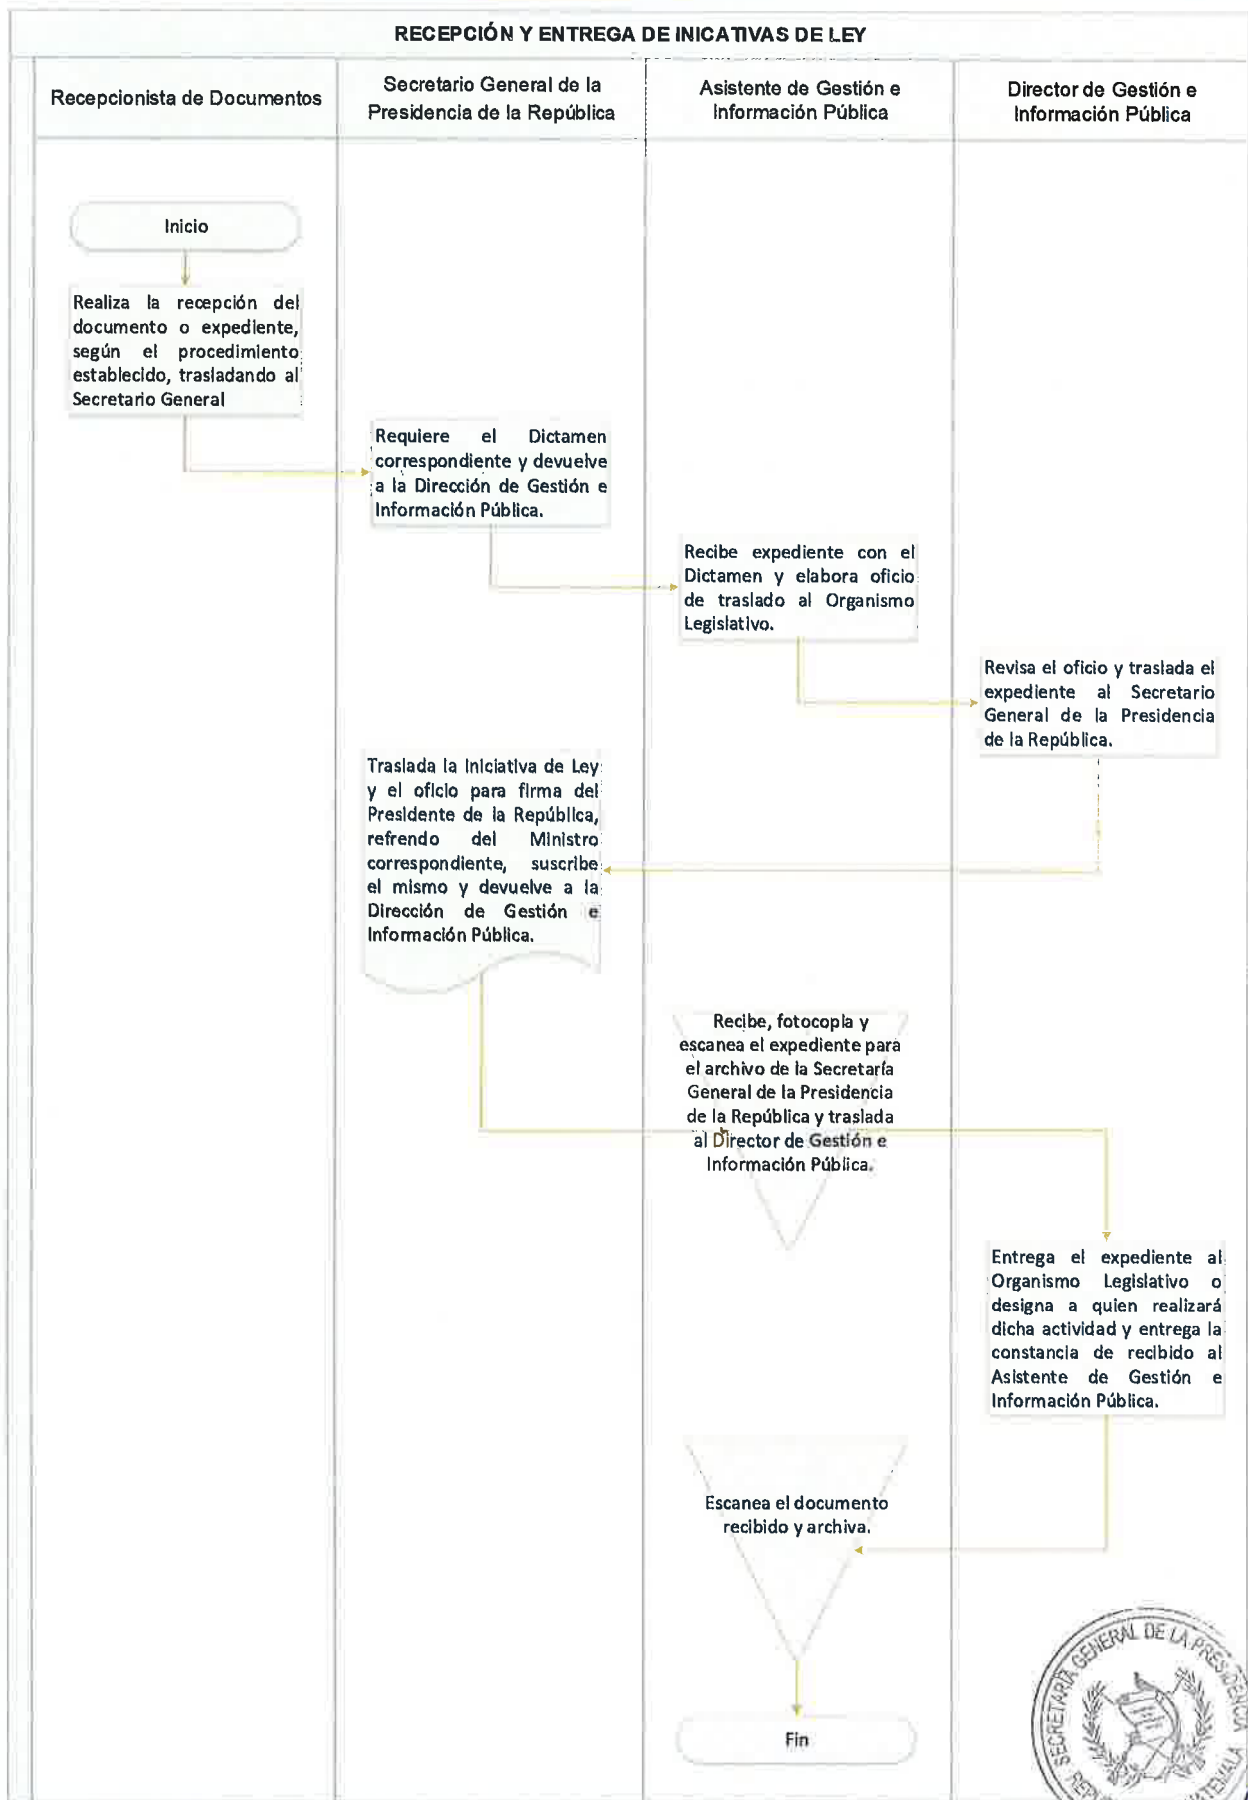 RECEPCIÓN Y ENTREGA DE INICATIVAS DE LEY
Recepcionista de Documentos
Secretario General de la
Presidencia de la República
Asistente de Gestión e
Información Pública
Director de Gestión e
Información Pública
Inicio
Realiza la recepción del
documento o expediente,
según el procedimiento
establecido, trasladando al
Secretario General
Requiere el Dictamen
correspondiente y devuelve
a la Dirección de Gestión e
Información Pública.
Recibe expediente con el
Dictamen y elabora oficio
de traslado al Organismo
Legislativo.
Revisa el oficio y traslada el
expediente al Secretario
General de la Presidencia
de la República.
Traslada la Iniciativa de Ley
y el oficio para firma del
Presidente de la República,
refrendo del Ministro
correspondiente, suscribe
el mismo y devuelve a la
Dirección de Gestión e
Información Pública.
Recibe, fotocopia y
escanea el expediente para
el archivo de la Secretaría
General de la Presidencia
de la República y traslada
al Director de Gestión e
Información Pública.
Entrega el expediente al
Organismo Legislativo o
designa a quien realizará
dicha actividad y entrega la
constancia de recibido al
Asistente de Gestión e
Información Pública.
Escanea el documento
recibido y archiva.
Fin
SECRETARÍA GENERAL DE LA PRESIDENCIA